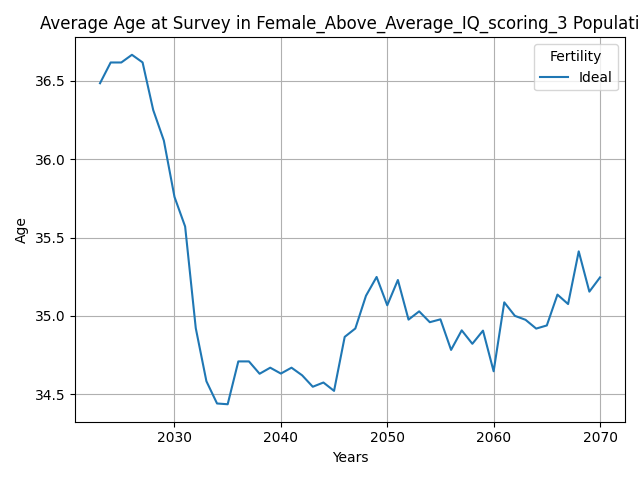 Average Age at Survey in Female_Above_Average_IQ_scoring_3 Populati
Fertility
Ideal
36.5
36.0
35.5
35.0
34.5
Age
2030 2040 2050 2060 2070
Years